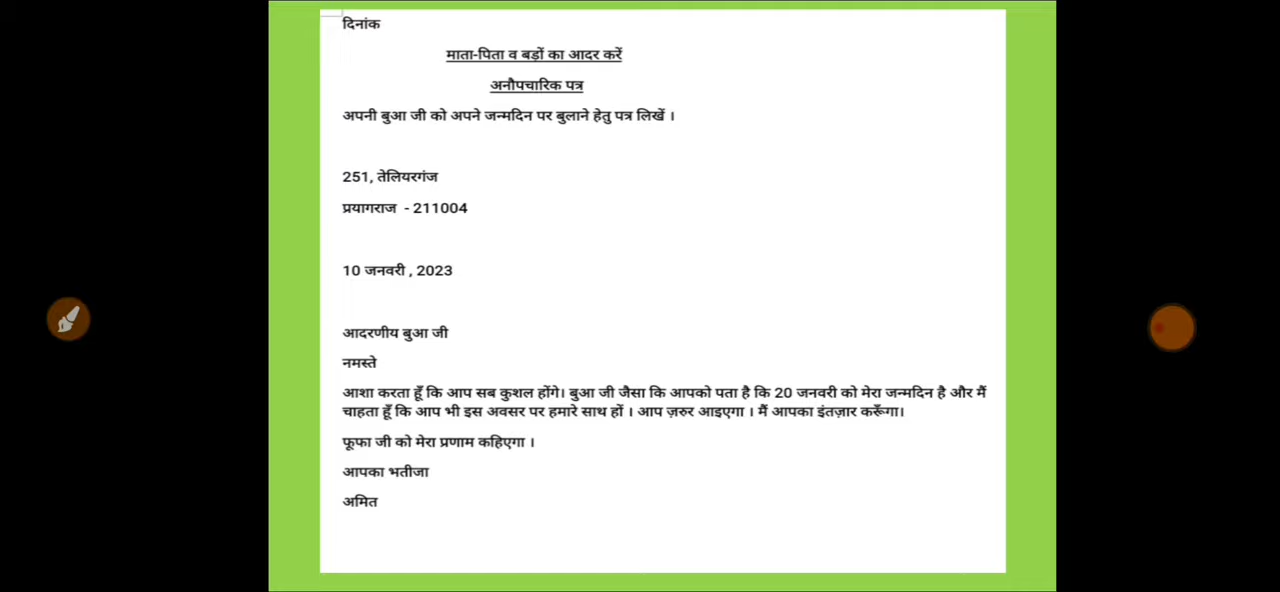 दिनांक
माता-पिता व बड़ों का आदर करें
अनौपचारिक पत्र
अपनी बुआ जी को अपने जन्मदिन पर बुलाने हेतु पत्र लिखें ।
251, तेलियरगंज
प्रयागराज - 211004
10 जनवरी , 2023
आदरणीय बुआ जी
नमस्ते
आशा करता हूँ कि आप सब कुशल होंगे। बुआ जी जैसा कि आपको पता है कि 20 जनवरी को मेरा जन्मदिन है और मैं
चाहता हूँ कि आप भी इस अवसर पर हमारे साथ हों । आप ज़रुर आइएगा । मैं आपका इंतज़ार करूँगा।
फूफा जी को मेरा प्रणाम कहिएगा ।
आपका भतीजा
अमित